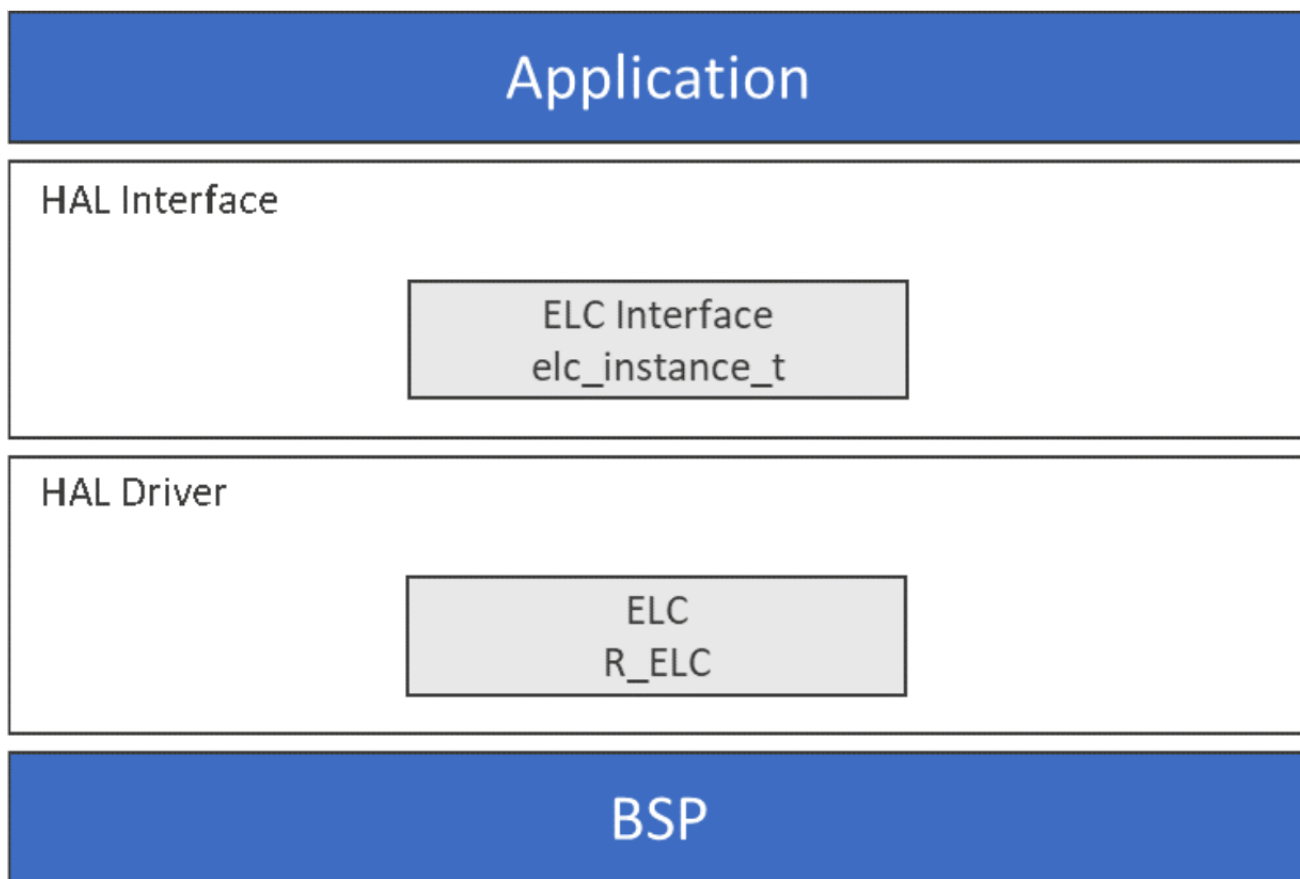 Application
HAL Interface
ELC Interface
elc_instance_t
HAL Driver
ELC
R_ELC
BSP